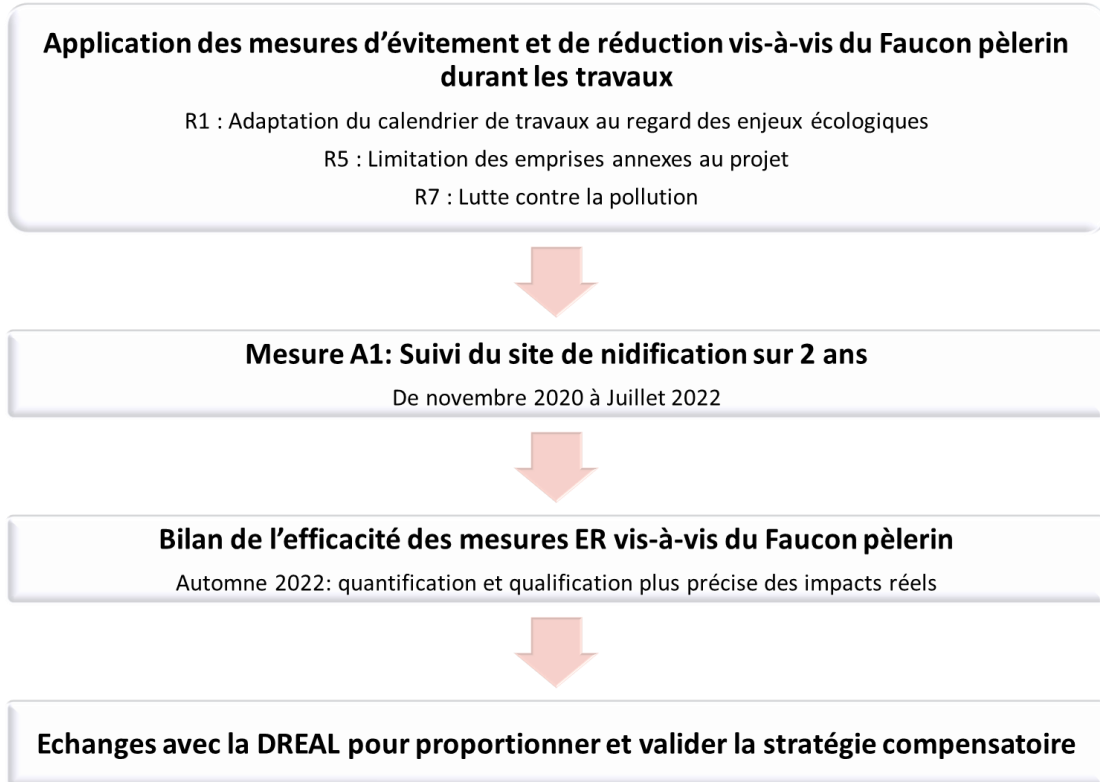 Application des mesures d’évitement et de réduction vis-à-vis du Faucon pèlerin
durant les travaux
R1 : Adaptation du calendrier de travaux au regard des enjeux écologiques
R5 : Limitation des emprises annexes au projet
R7 : Lutte contre la pollution
Mesure A1: Suivi du site de nidification sur 2 ans
De novembre 2020 à Juillet 2022
Bilan de l’efficacité des mesures ER vis-à-vis du Faucon pèlerin
Automne 2022: quantification et qualification plus précise des impacts réels
Echanges avec la DREAL pour proportionner et valider la stratégie compensatoire